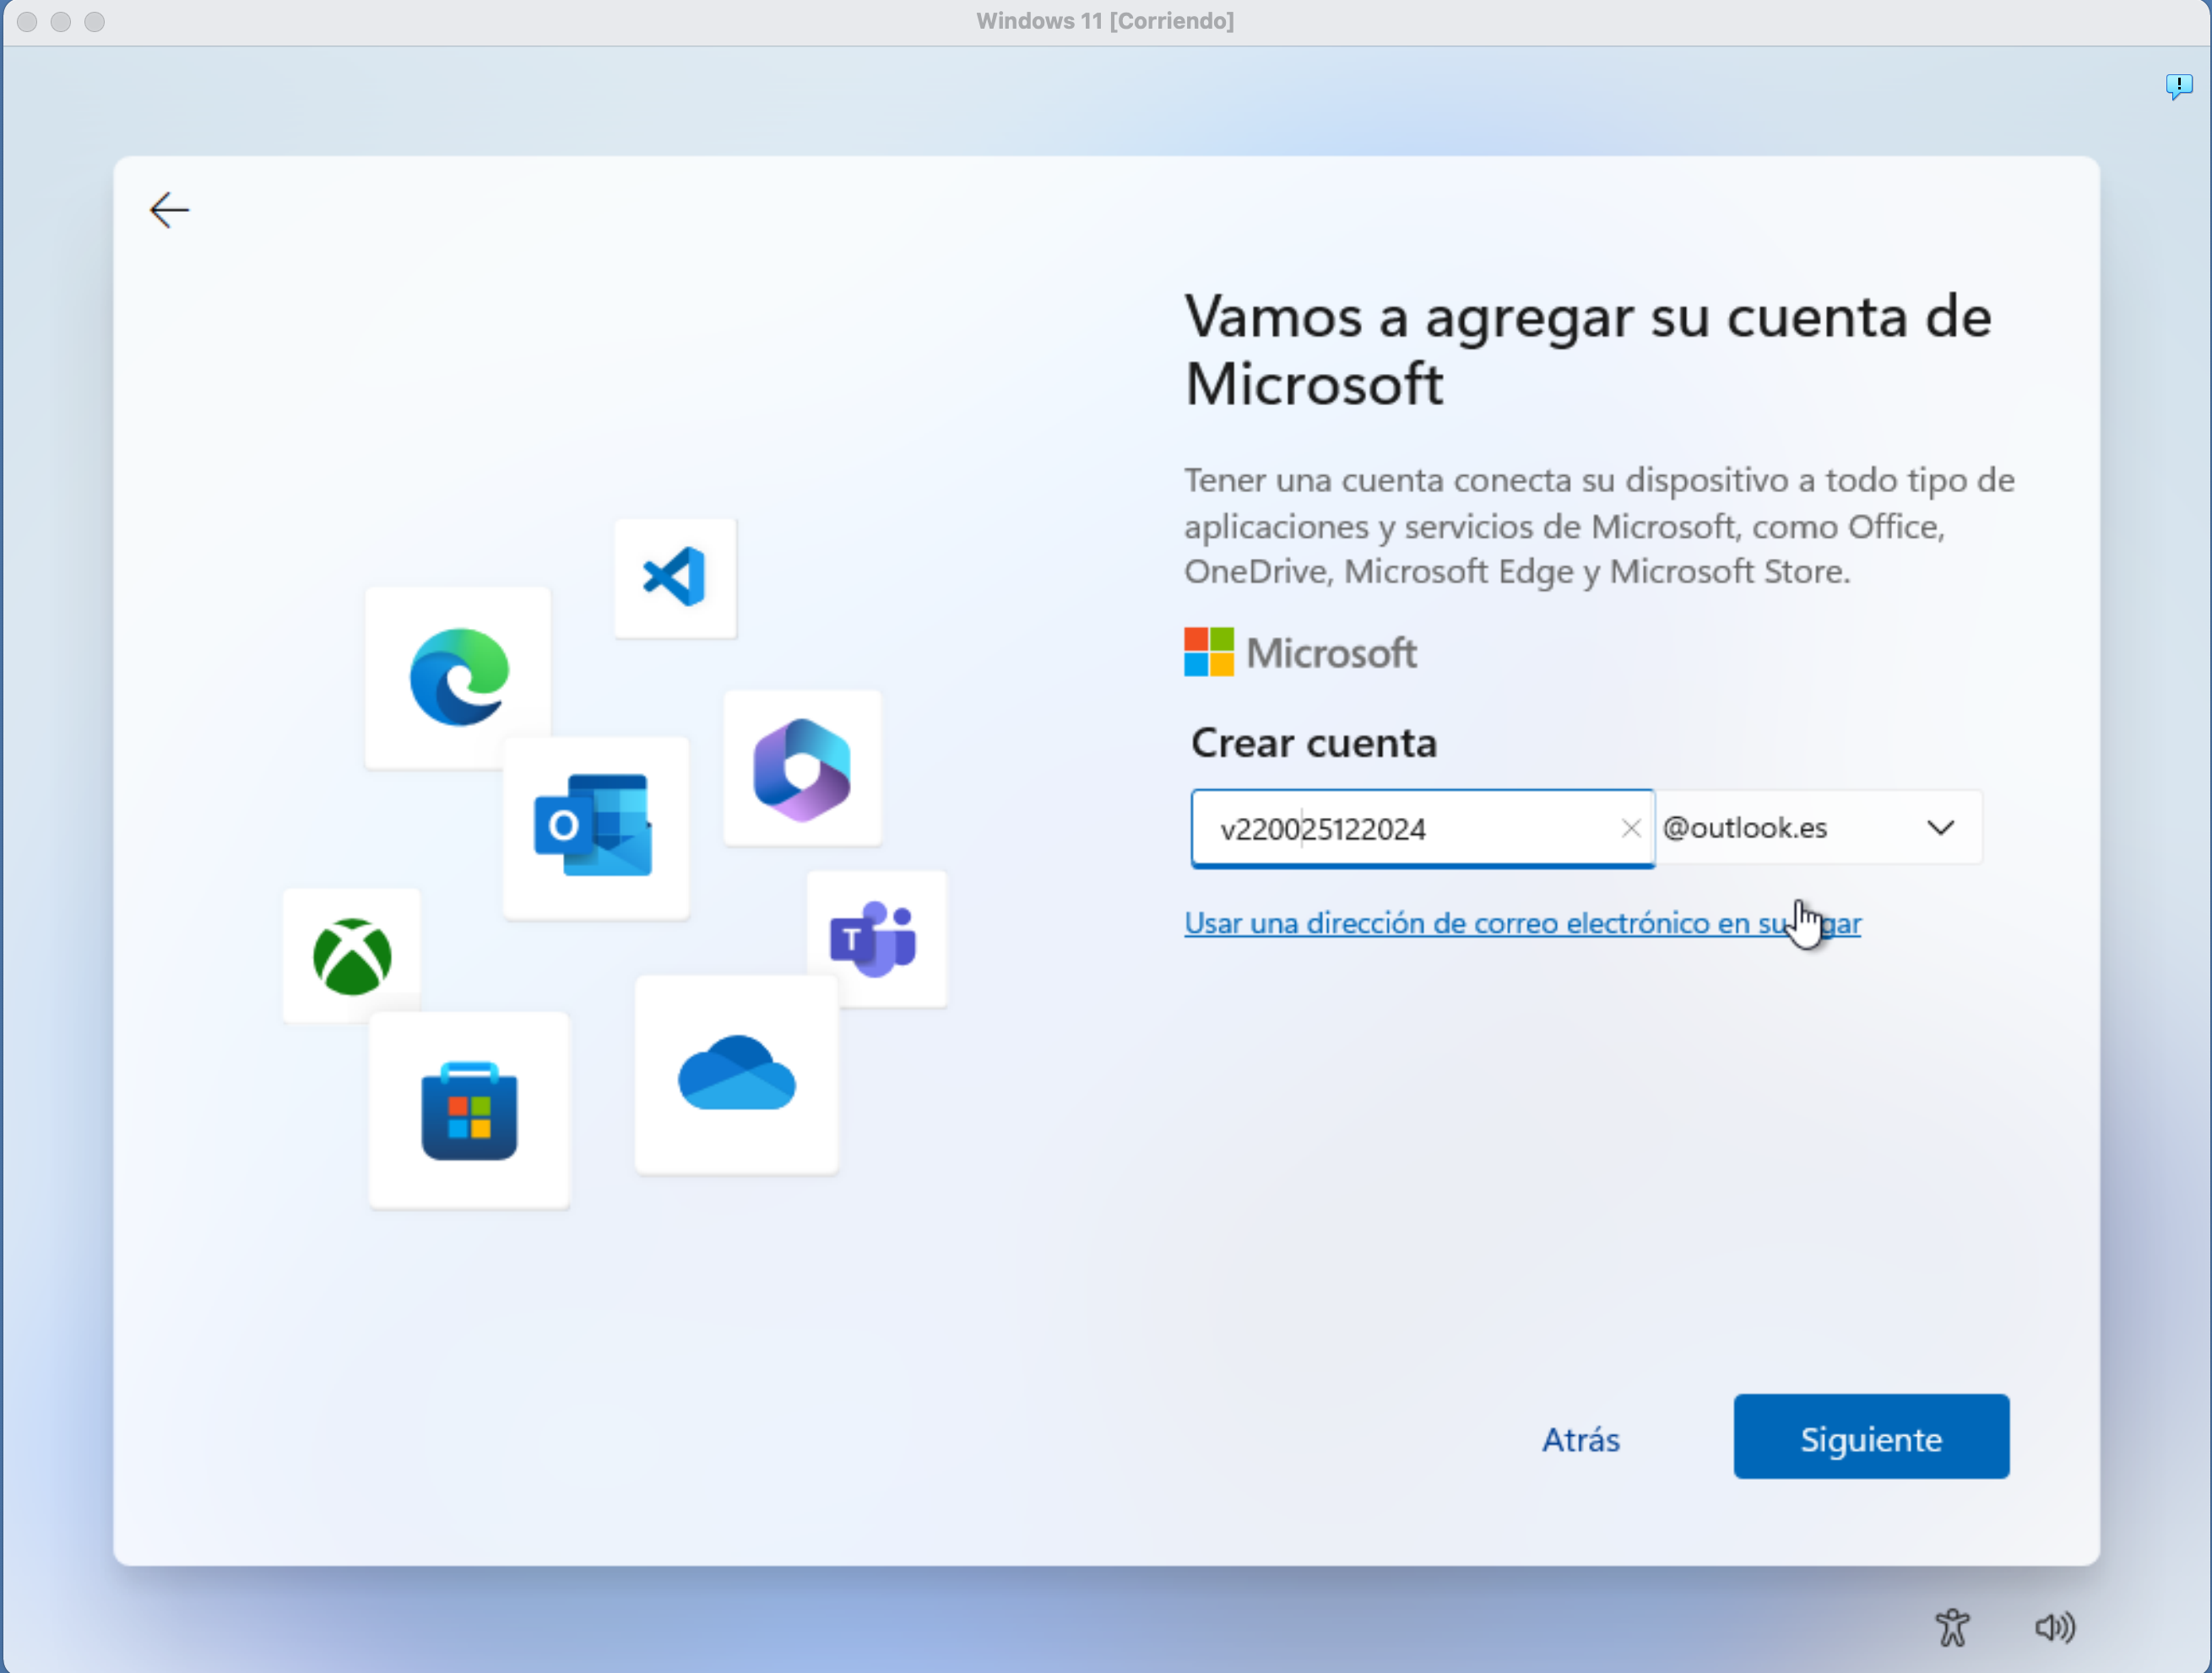 Windows 11 [Corriendo]
Vamos a agregar su cuenta de
Microsoft
Tener una cuenta conecta su dispositivo a todo tipo de
aplicaciones y servicios de Microsoft, como Office,
OneDrive, Microsoft Edge y Microsoft Store.
Microsoft
Crear cuenta
v220025122024 @outlook.es
Usar una dirección de correo electrónico en su
Atrás Siguiente